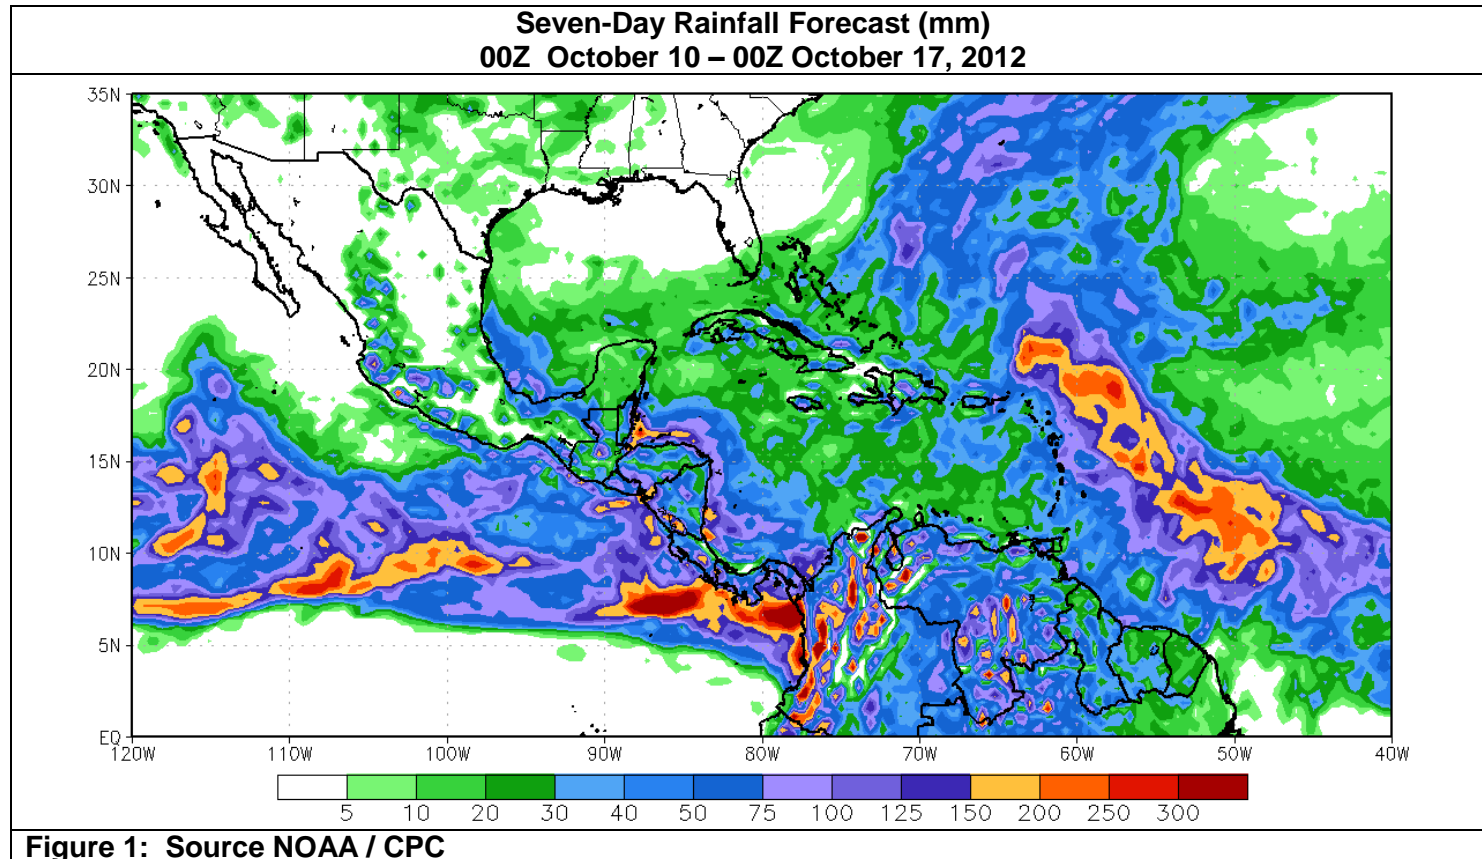 Seven-Day Rainfall Forecast (mm)
00Z  October 10 – 00Z October 17, 2012
35N
30N
25N
20N
15N
10N
5N
EQ
120W 110W 100W 90W 80W 70W 60W 50W 40W
5 10 20 30 40 50 75 100 125 150 200 250 300
Figure 1:  Source NOAA / CPC